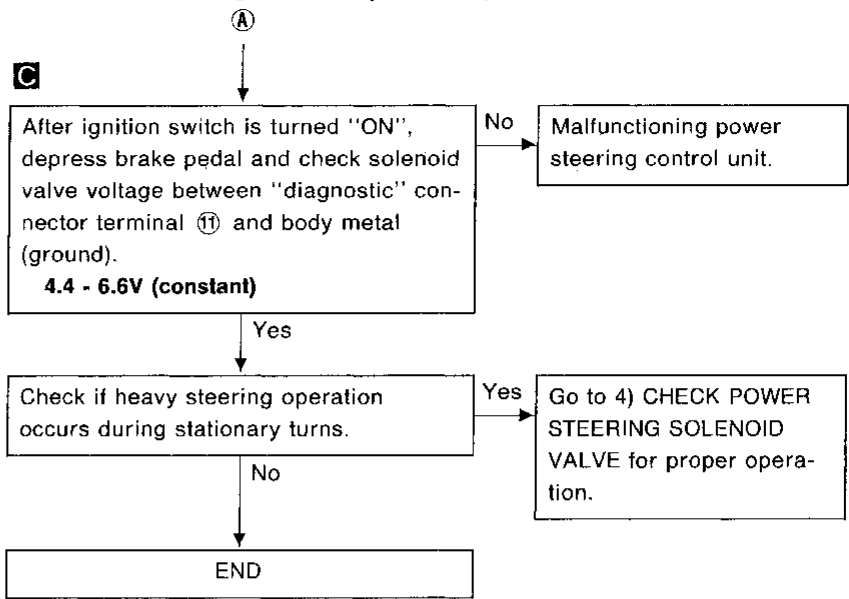 Ⓐ
C
After ignition switch is turned "ON",
depress brake pedal and check solenoid
valve voltage between "diagnostic" con-
nector terminal ⑪ and body metal
(ground).
4.4 - 6.6V (constant)
No
Malfunctioning power
steering control unit.
Yes
Check if heavy steering operation
occurs during stationary turns.
Yes
Go to 4) CHECK POWER
STEERING SOLENOID
VALVE for proper opera-
tion.
No
END